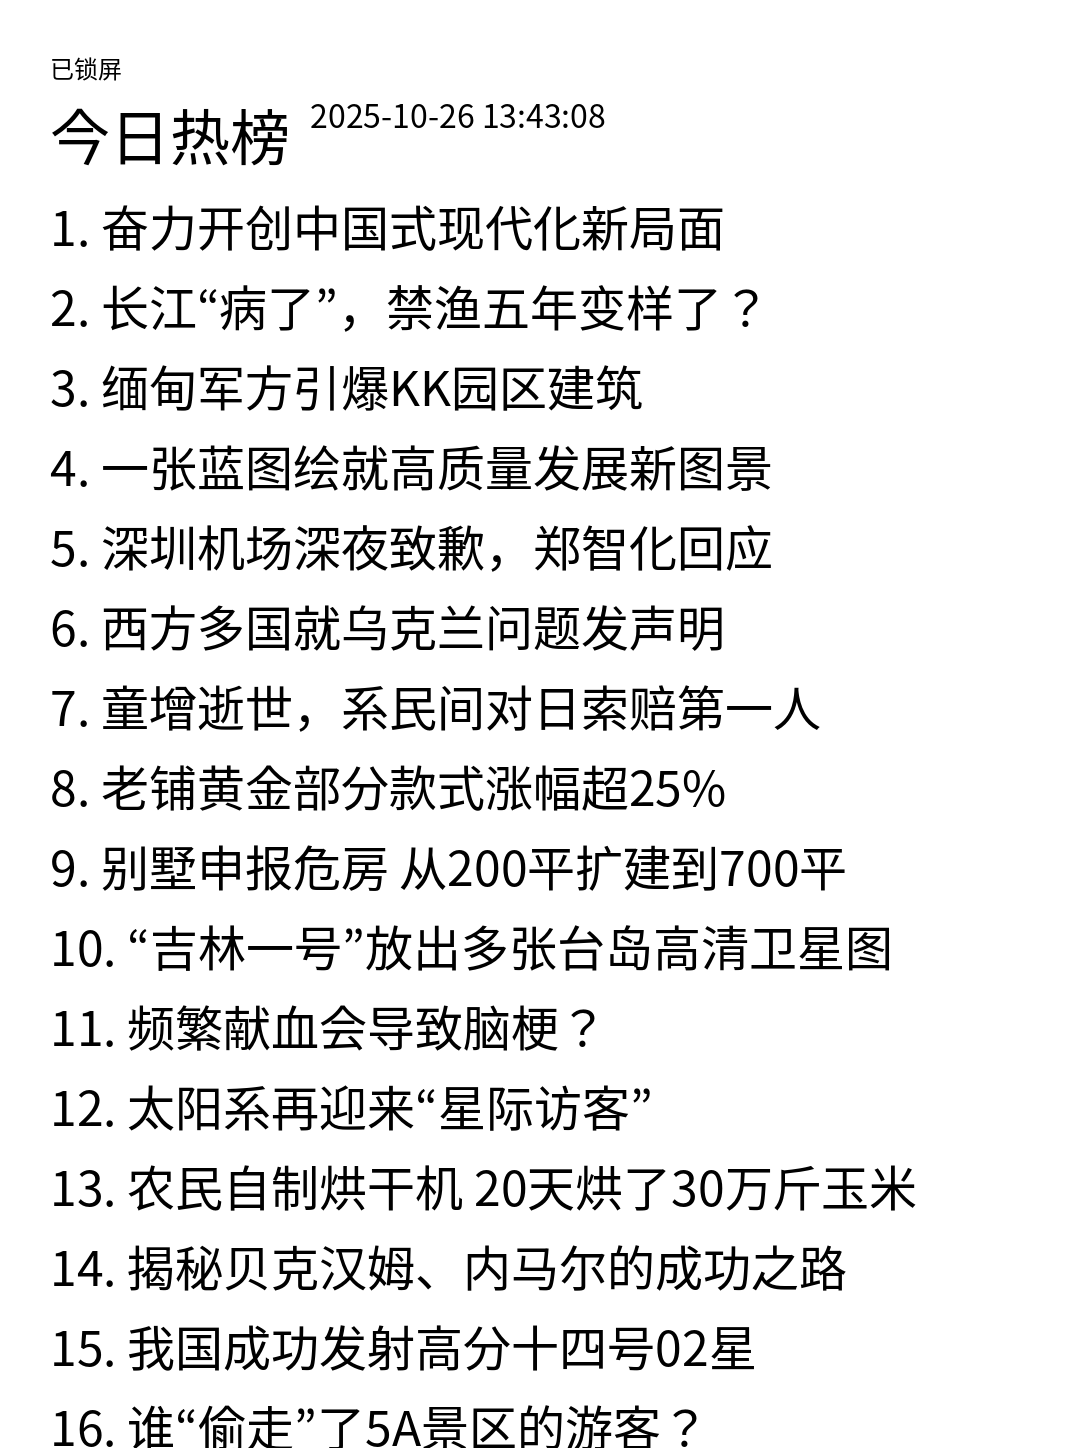 已锁屏
今日热榜 2025-10-26 13:43:08
1. 奋力开创中国式现代化新局面
2. 长江“病了”，禁渔五年变样了？
3. 缅甸军方引爆KK园区建筑
4. 一张蓝图绘就高质量发展新图景
5. 深圳机场深夜致歉，郑智化回应
6. 西方多国就乌克兰问题发声明
7. 童增逝世，系民间对日索赔第一人
8. 老铺黄金部分款式涨幅超25%
9. 别墅申报危房 从200平扩建到700平
10. “吉林一号”放出多张台岛高清卫星图
11. 频繁献血会导致脑梗？
12. 太阳系再迎来“星际访客”
13. 农民自制烘干机 20天烘了30万斤玉米
14. 揭秘贝克汉姆、内马尔的成功之路
15. 我国成功发射高分十四号02星
16. 谁“偷走”了5A景区的游客？